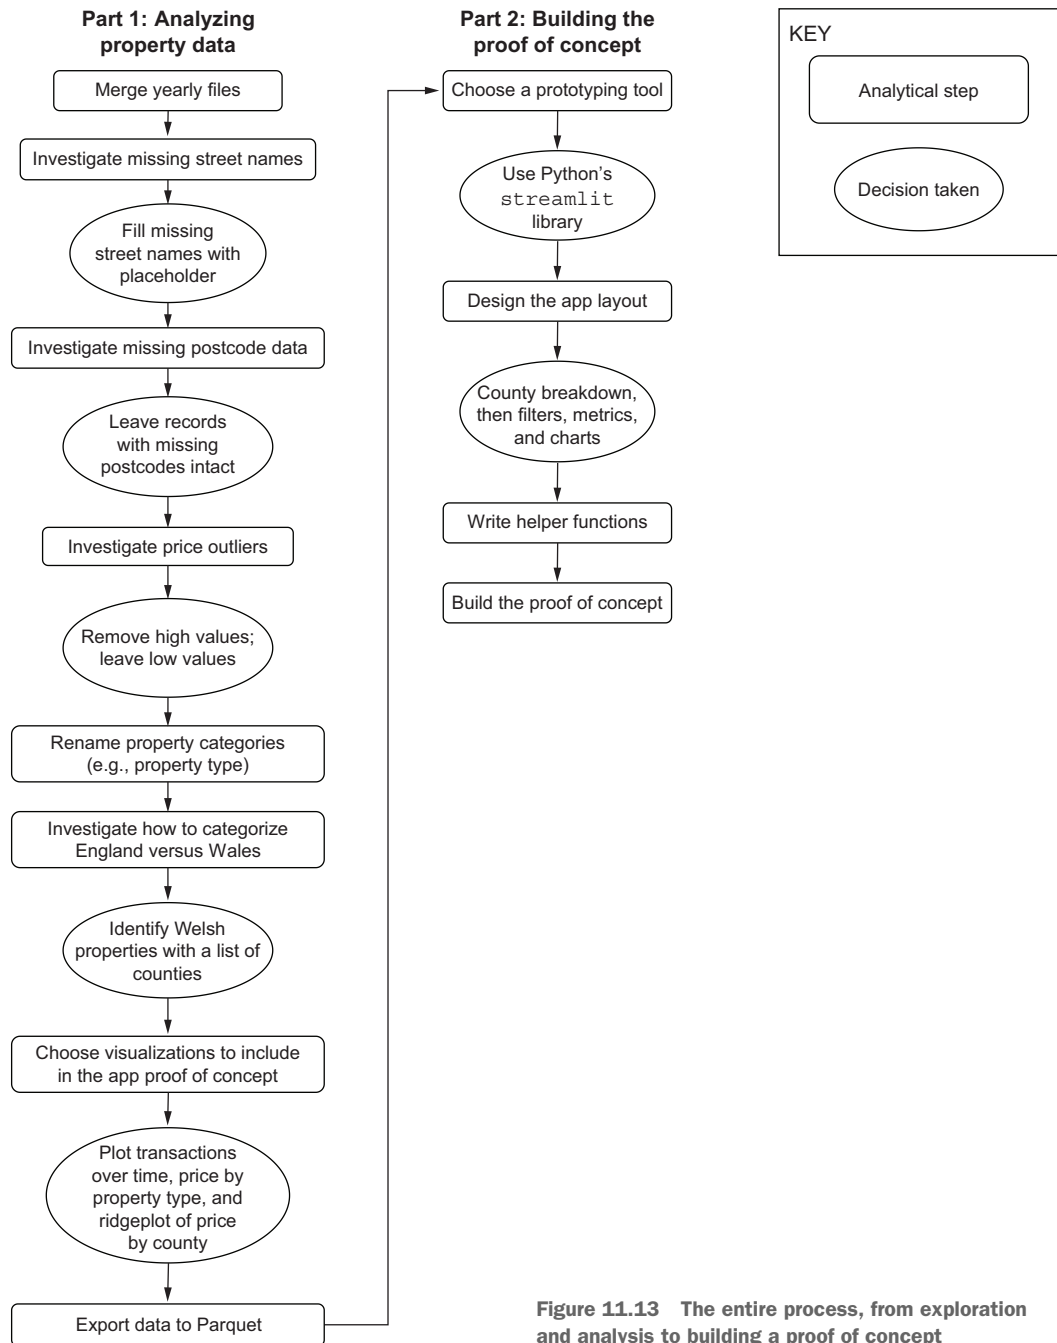 Part 1: Analyzing
property data
Merge yearly files
Investigate missing street names
Fill missing
street names with
placeholder
Investigate missing postcode data
Leave records
with missing
postcodes intact
Investigate price outliers
Remove high values;
leave low values
Rename property categories
(e.g., property type)
Investigate how to categorize
England versus Wales
Identify Welsh
properties with a list of
counties
Choose visualizations to include
in the app proof of concept
Plot transactions
over time, price by
property type, and
ridgeplot of price
by county
Export data to Parquet
Part 2: Building the
proof of concept
Choose a prototyping tool
Use Python's
streamlit
library
Design the app layout
County breakdown,
then filters, metrics,
and charts
Write helper functions
Build the proof of concept
KEY
Analytical step
Decision taken
Figure 11.13 The entire process, from exploration
and analysis to building a proof of concept